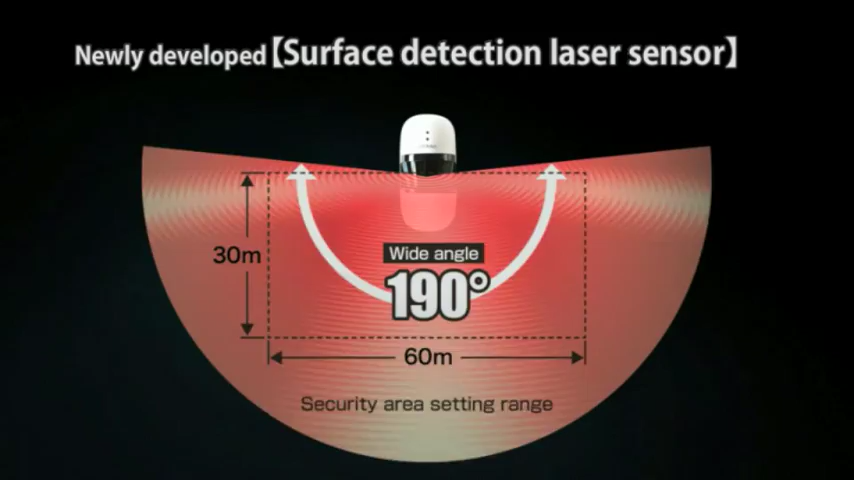 Newly developed【Surface detection laser sensor】
30m
Wide angle
190°
60m
Security area setting range